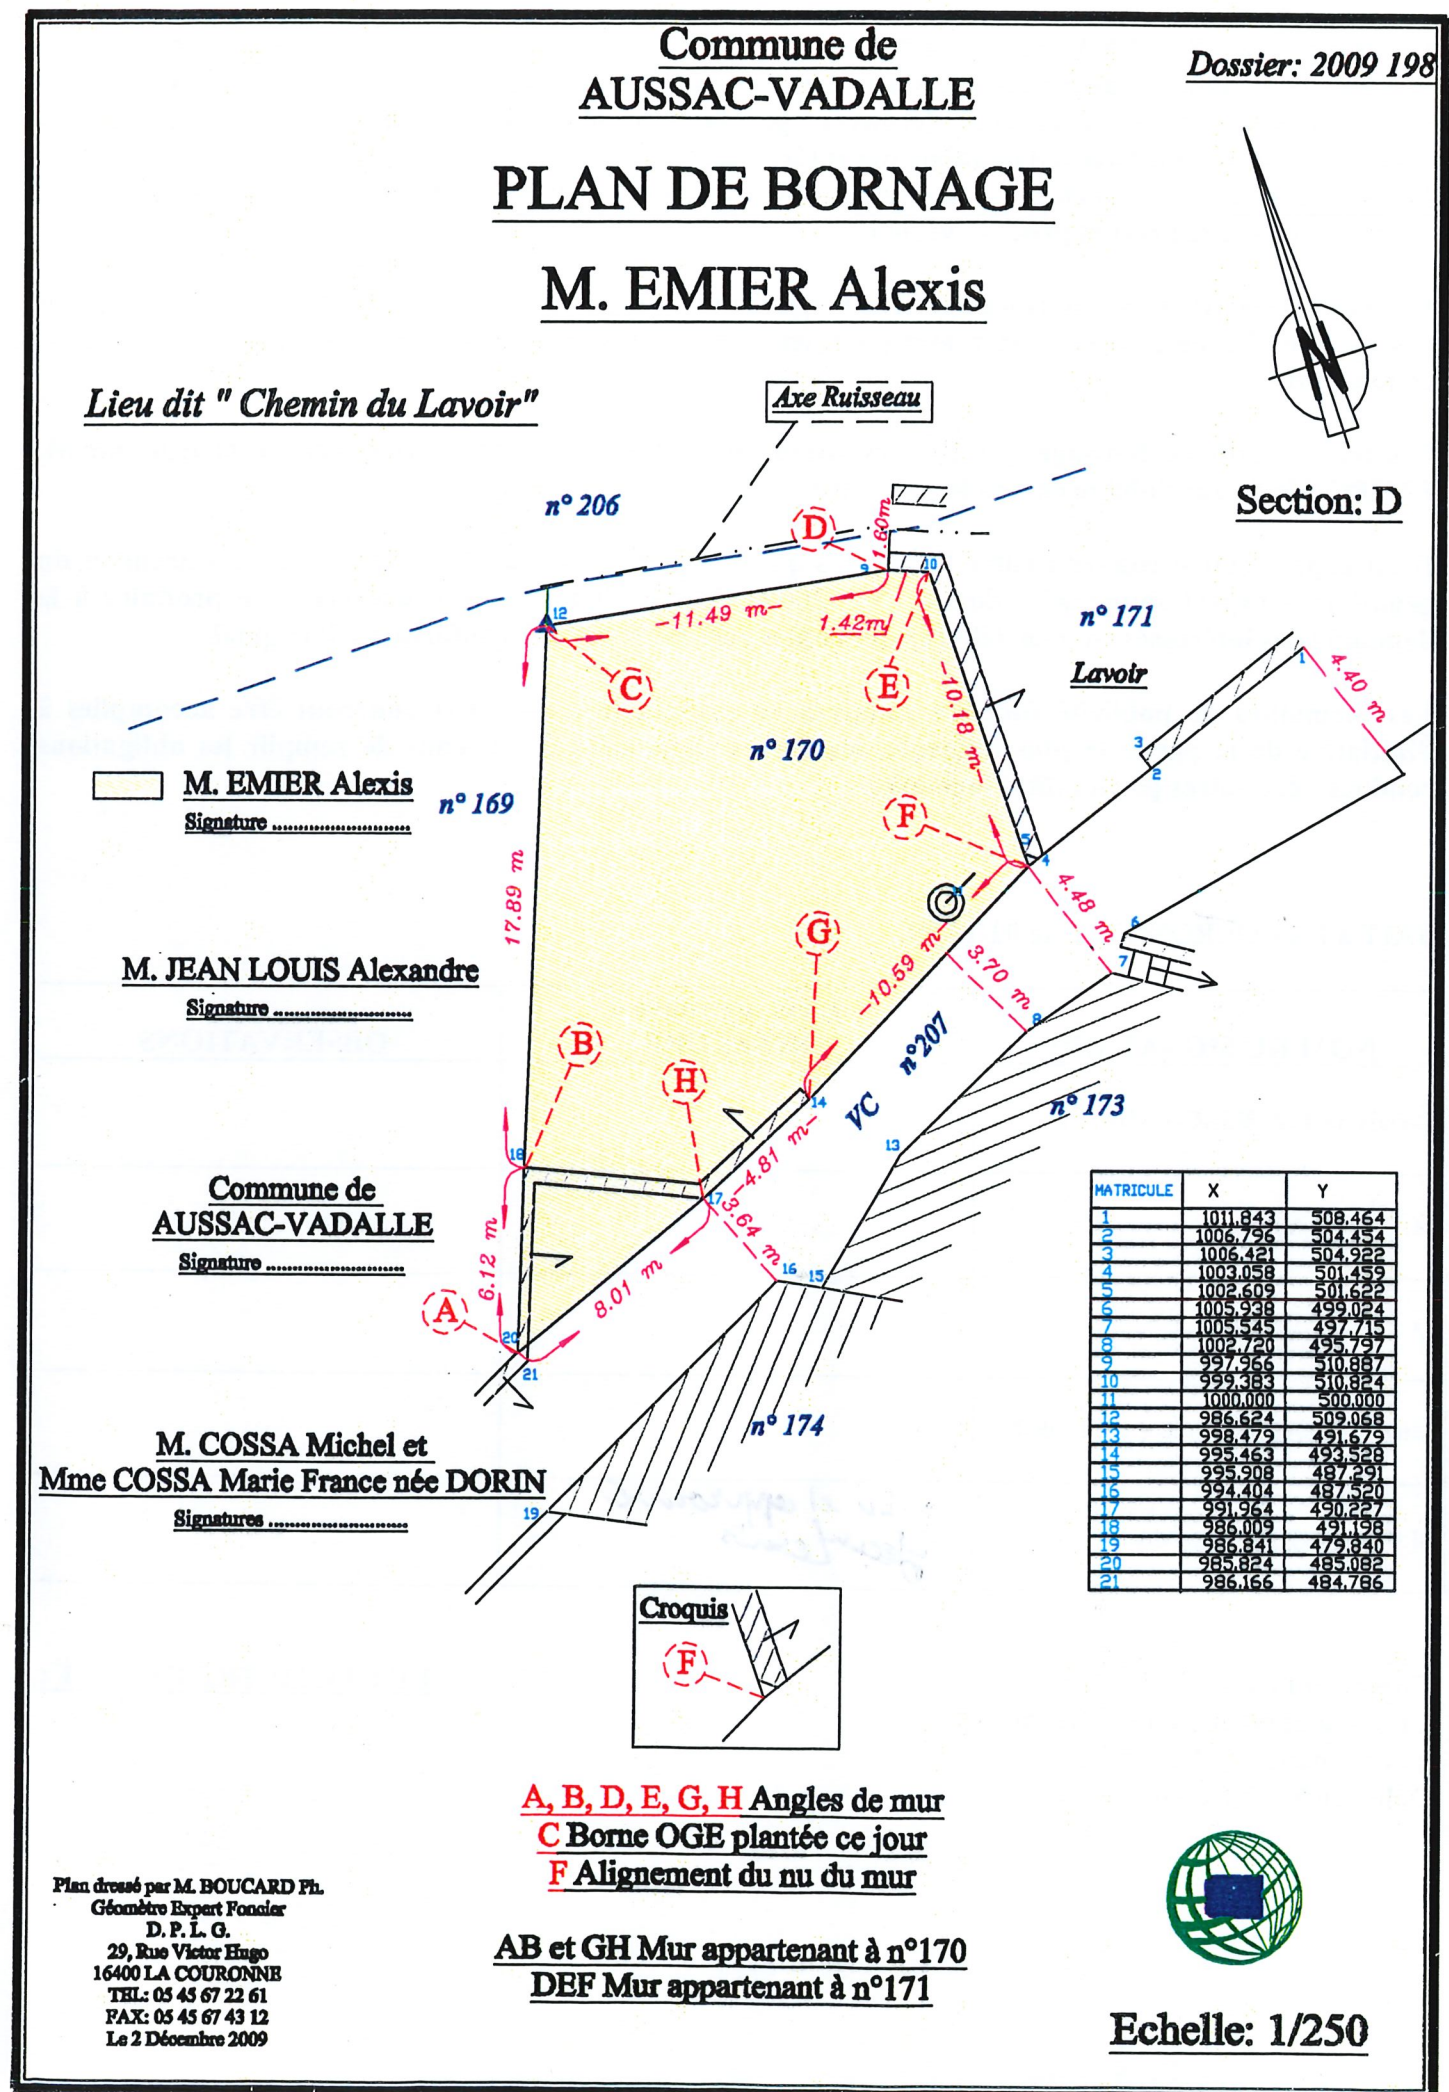 Commune de
AUSSAC-VADALLE
Dossier: 2009 198
PLAN DE BORNAGE
M. EMIER Alexis
Lieu dit " Chemin du Lavoir"
Axe Ruisseau
N
Section: D
n° 206
D
1.60m
9
10
12
-11.49 m-
1.42m
C
E
-10.18 m-
n° 171
Lavoir
1
4.40 m
3
2
n° 170
M. EMIER Alexis
Signature ..........................
n° 169
F
5
4
4.48 m
6
7
17.89 m
11
G
-10.59 m-
3.70 m
8
M. JEAN LOUIS Alexandre
Signature ..........................
B
H
VC n°207
n° 173
14
13
18
-4.81 m-
17
3.64 m
16
15
Commune de
AUSSAC-VADALLE
Signature ..........................
6.12 m
8.01 m
A
20
21
n° 174
19
M. COSSA Michel et
Mme COSSA Marie France née DORIN
Signatures ..........................
MATRICULE X Y
1 1011.843 508.464
2 1006.796 504.454
3 1006.421 504.922
4 1003.058 501.459
5 1002.609 501.622
6 1005.938 499.024
7 1005.545 497.715
8 1002.720 495.797
9 997.966 510.887
10 999.383 510.824
11 1000.000 500.000
12 986.624 509.068
13 998.479 491.679
14 995.463 493.528
15 995.908 487.291
16 994.404 487.520
17 991.964 490.227
18 986.009 491.198
19 986.841 479.840
20 985.824 485.082
21 986.166 484.786
Croquis
F
A, B, D, E, G, H Angles de mur
C Borne OGE plantée ce jour
F Alignement du nu du mur
AB et GH Mur appartenant à n°170
DEF Mur appartenant à n°171
Plan dressé par M. BOUCARD Ph.
Géomètre Expert Foncier
D. P. L. G.
29, Rue Victor Hugo
16400 LA COURONNE
TEL: 05 45 67 22 61
FAX: 05 45 67 43 12
Le 2 Décembre 2009
Echelle: 1/250